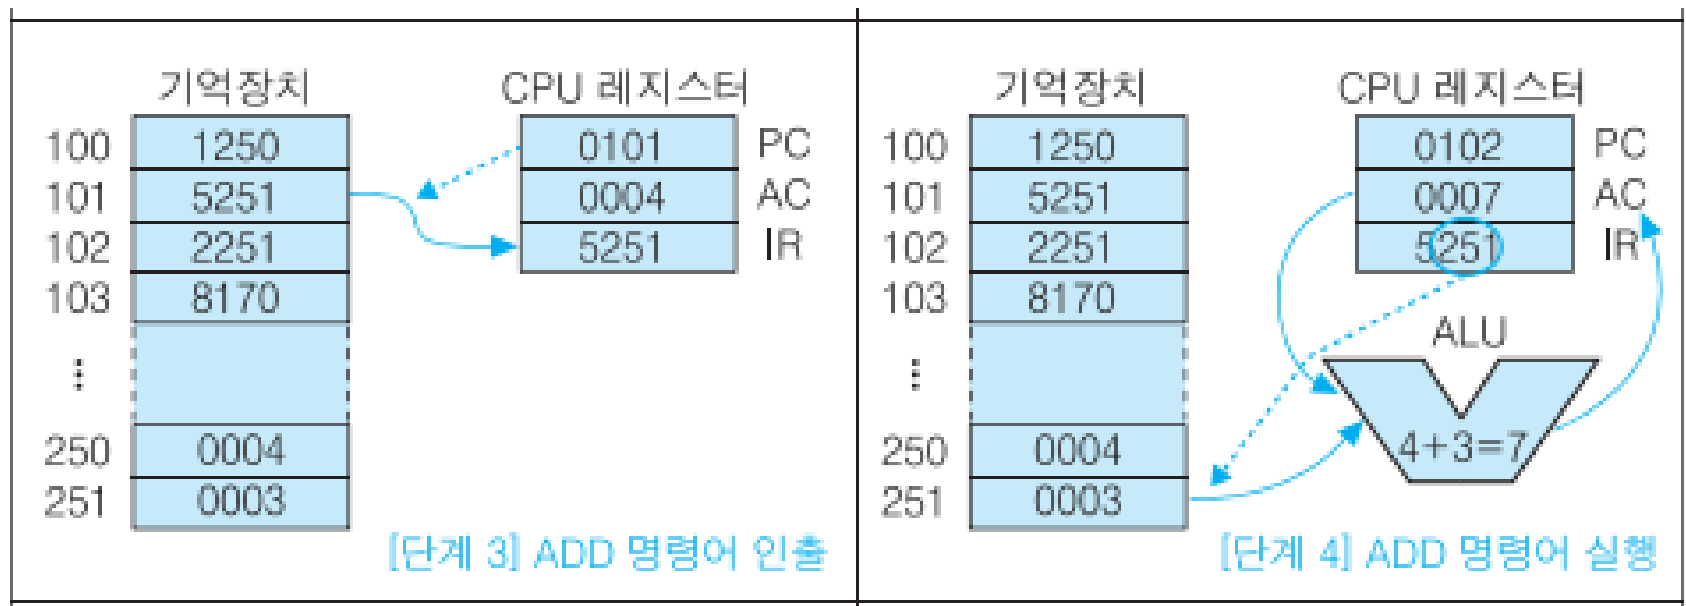 기억장치 CPU 레지스터
100 1250 0101 PC
101 5251 0004 AC
102 2251 5251 IR
103 8170
⋮
250 0004
251 0003
[단계 3] ADD 명령어 인출
기억장치 CPU 레지스터
100 1250 0102 PC
101 5251 0007 AC
102 2251 5251 IR
103 8170
ALU
⋮
250 0004 4+3=7
251 0003
[단계 4] ADD 명령어 실행